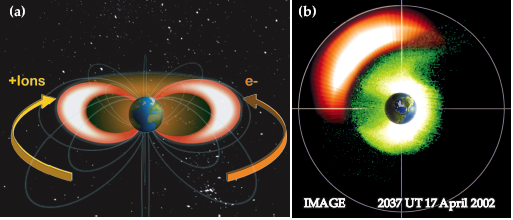 (a)
+Ions
e-
(b)
IMAGE
2037 UT 17 April 2002